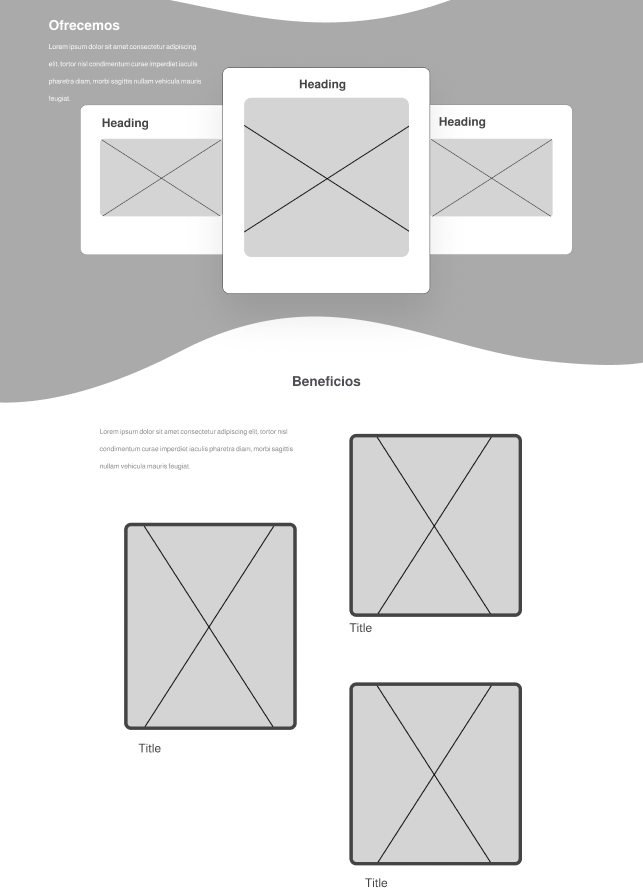 Ofrecemos
Lorem ipsum dolor sit amet consectetur adipiscing
elit, tortor nisl condimentum curae imperdiet iaculis
pharetra diam, morbi sagittis nullam vehicula mauris
feugiat.
Heading
Heading
Heading
Beneficios
Lorem ipsum dolor sit amet consectetur adipiscing elit, tortor nisl
condimentum curae imperdiet iaculis pharetra diam, morbi sagittis
nullam vehicula mauris feugiat.
Title
Title
Title